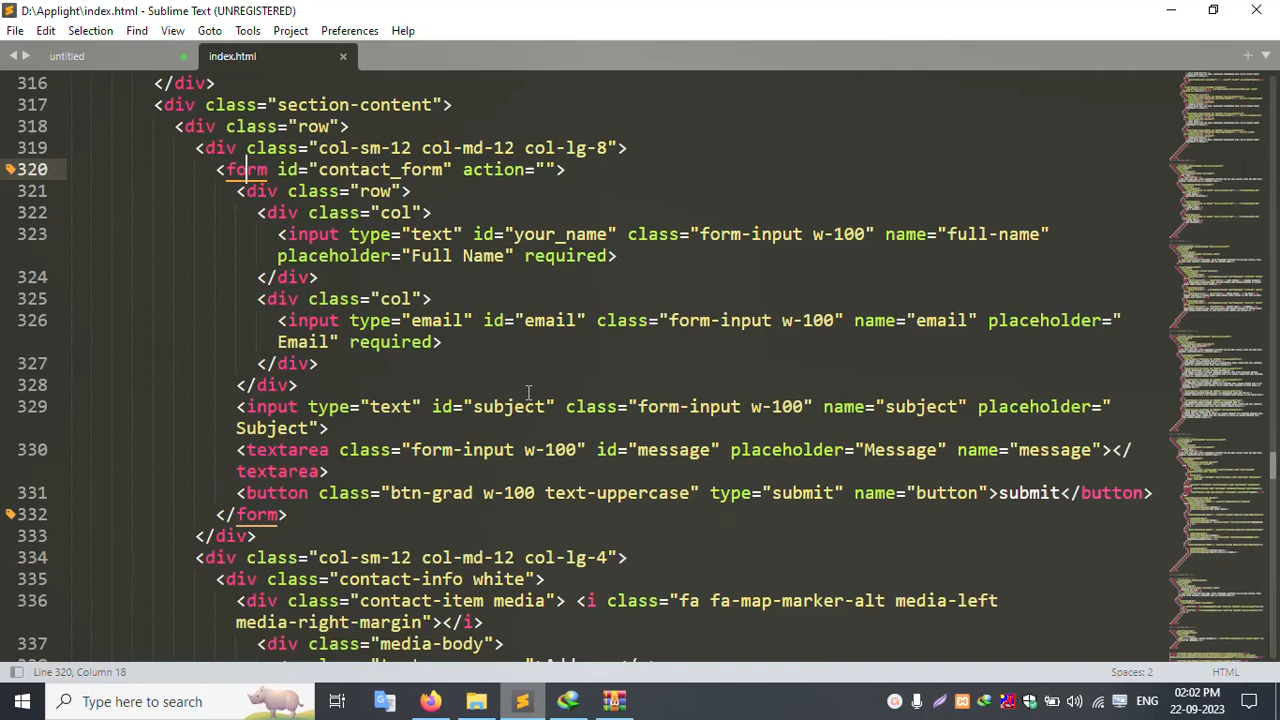 D:\Applight\index.html - Sublime Text (UNREGISTERED)
File Edit Selection Find View Goto Tools Project Preferences Help
untitled index.html
316 </div>
317 <div class="section-content">
318 <div class="row">
319 <div class="col-sm-12 col-md-12 col-lg-8">
320 <form id="contact_form" action="">
321 <div class="row">
322 <div class="col">
323 <input type="text" id="your_name" class="form-input w-100" name="full-name"
placeholder="Full Name" required>
324 </div>
325 <div class="col">
326 <input type="email" id="email" class="form-input w-100" name="email" placeholder="
Email" required>
327 </div>
328 </div>
329 <input type="text" id="subject" class="form-input w-100" name="subject" placeholder="
Subject">
330 <textarea class="form-input w-100" id="message" placeholder="Message" name="message"></
textarea>
331 <button class="btn-grad w-100 text-uppercase" type="submit" name="button">submit</button>
332 </form>
333 </div>
334 <div class="col-sm-12 col-md-12 col-lg-4">
335 <div class="contact-info white">
336 <div class="contact-item media"> <i class="fa fa-map-marker-alt media-left
media-right-margin"></i>
337 <div class="media-body">
Line 320, Column 18 Spaces: 2 HTML
Type here to search ENG 02:02 PM
22-09-2023